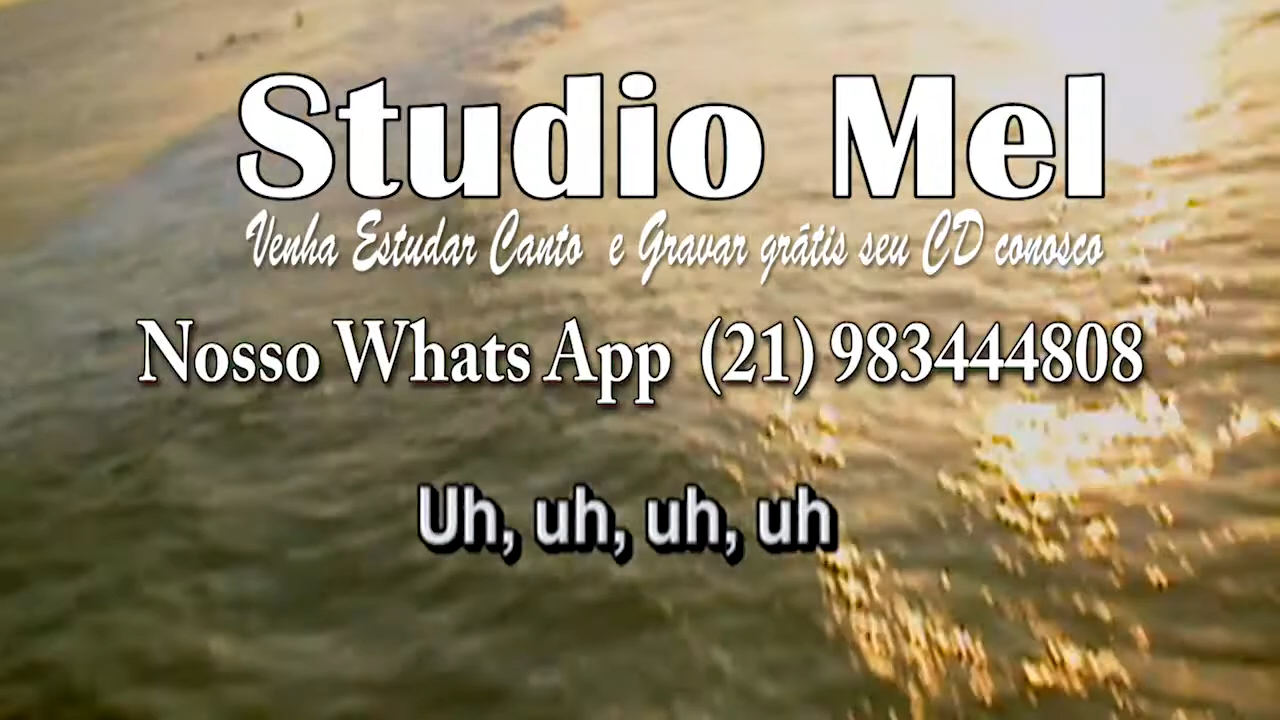 Studio Mel
Venha Estudar Canto e Gravar grátis seu CD conosco
Nosso Whats App (21) 983444808
Uh, uh, uh, uh